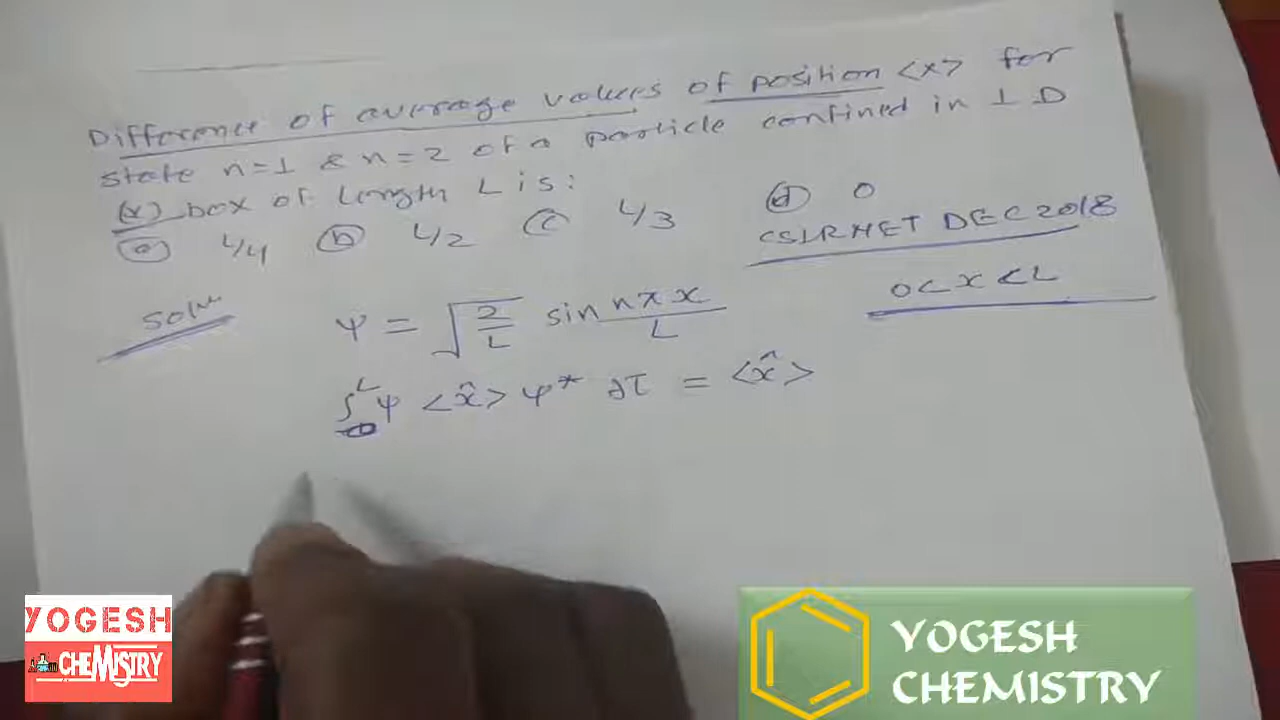 Difference of average values of position <x> for
state n=1 & n=2 of a particle confined in 1 D
(x) box of length L is:
(a) L/4 (b) L/2 (c) L/3 (d) 0
CSIR NET DEC 2018
Soln
0 < x < L
ψ = √(2/L) sin nπx/L
∫₀ᴸ ψ <x̂> ψ* ∂τ = <x̂>
YOGESH
CHEMISTRY
YOGESH
CHEMISTRY